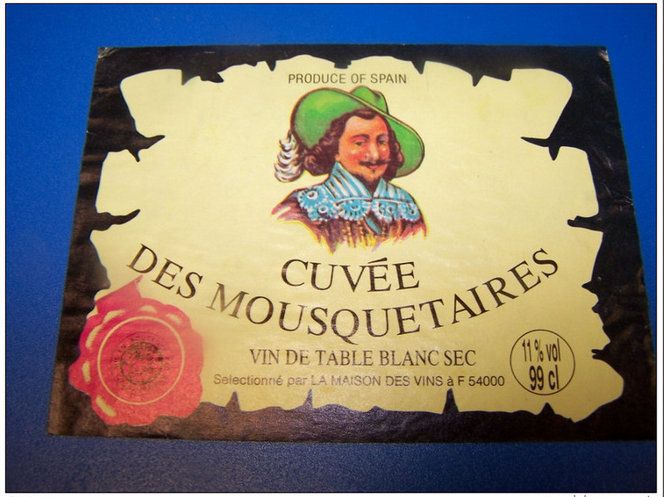 PRODUCE OF SPAIN
CUVÉE
DES MOUSQUETAIRES
VIN DE TABLE BLANC SEC
11% vol
99 cl
Selectionné par LA MAISON DES VINS à F 54000